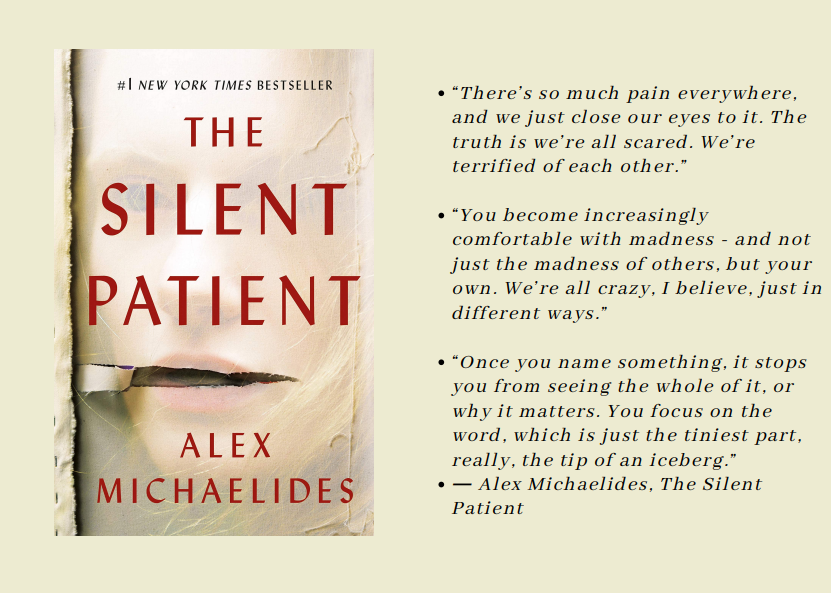 #1 NEW YORK TIMES BESTSELLER
THE
SILENT
PATIENT
ALEX
MICHAELIDES
• “There’s so much pain everywhere,
and we just close our eyes to it. The
truth is we’re all scared. We’re
terrified of each other.”
• “You become increasingly
comfortable with madness - and not
just the madness of others, but your
own. We’re all crazy, I believe, just in
different ways.”
• “Once you name something, it stops
you from seeing the whole of it, or
why it matters. You focus on the
word, which is just the tiniest part,
really, the tip of an iceberg.”
• — Alex Michaelides, The Silent
Patient